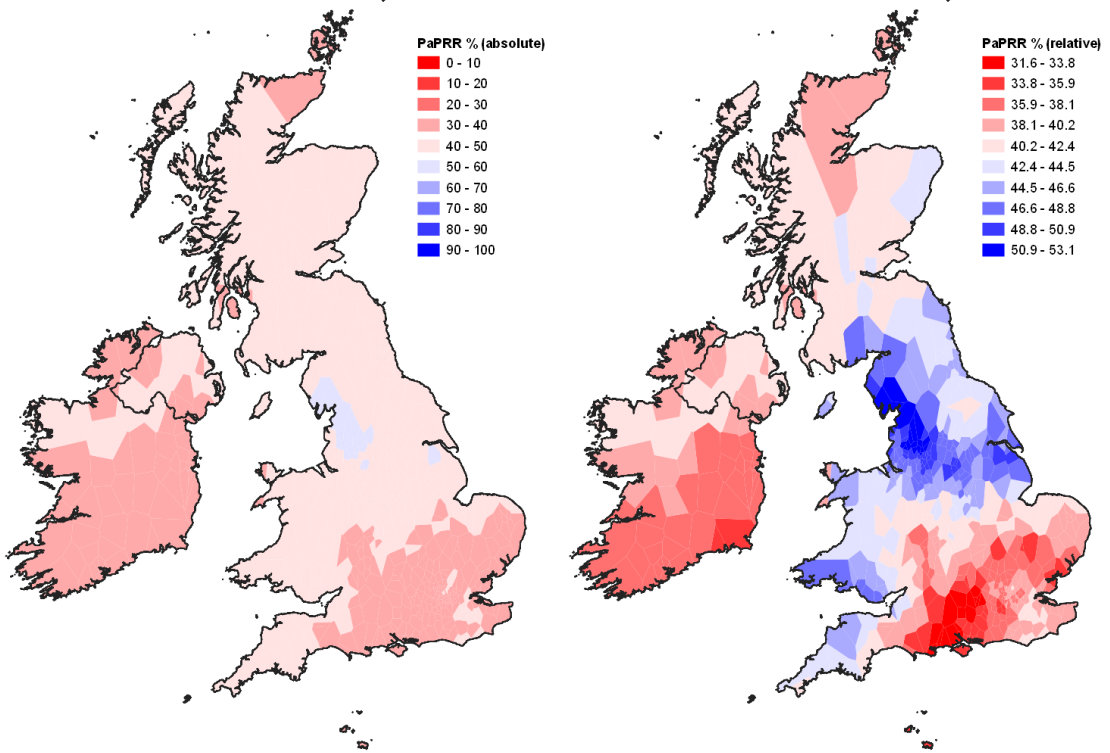 PaPRR % (absolute)
0 - 10
10 - 20
20 - 30
30 - 40
40 - 50
50 - 60
60 - 70
70 - 80
80 - 90
90 - 100
PaPRR % (relative)
31.6 - 33.8
33.8 - 35.9
35.9 - 38.1
38.1 - 40.2
40.2 - 42.4
42.4 - 44.5
44.5 - 46.6
46.6 - 48.8
48.8 - 50.9
50.9 - 53.1